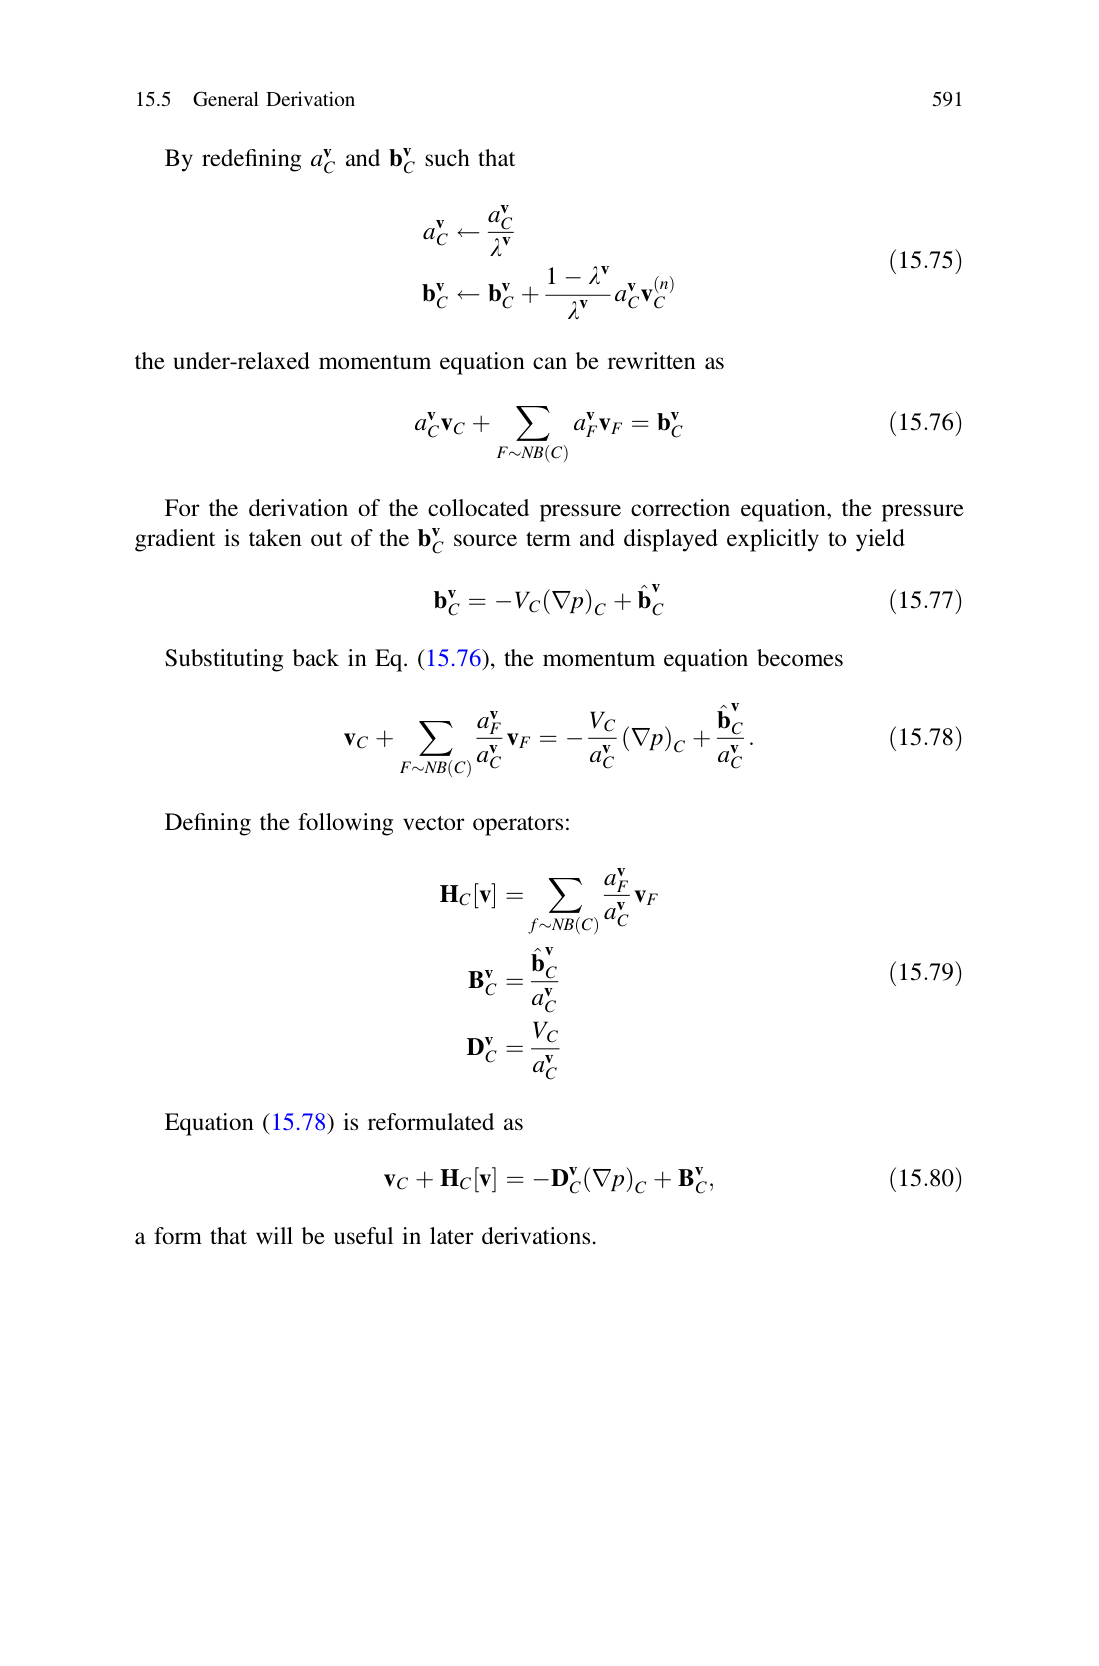 15.5 General Derivation 591
By redefining $a_C^{\mathbf{v}}$ and $\mathbf{b}_C^{\mathbf{v}}$ such that
$a_C^{\mathbf{v}} \leftarrow \frac{a_C^{\mathbf{v}}}{\lambda^{\mathbf{v}}}$
$\mathbf{b}_C^{\mathbf{v}} \leftarrow \mathbf{b}_C^{\mathbf{v}} + \frac{1 - \lambda^{\mathbf{v}}}{\lambda^{\mathbf{v}}} a_C^{\mathbf{v}} \mathbf{v}_C^{(n)}$ (15.75)
the under-relaxed momentum equation can be rewritten as
$a_C^{\mathbf{v}} \mathbf{v}_C + \sum_{F \sim NB(C)} a_F^{\mathbf{v}} \mathbf{v}_F = \mathbf{b}_C^{\mathbf{v}}$ (15.76)
For the derivation of the collocated pressure correction equation, the pressure
gradient is taken out of the $\mathbf{b}_C^{\mathbf{v}}$ source term and displayed explicitly to yield
$\mathbf{b}_C^{\mathbf{v}} = -V_C (\nabla p)_C + \hat{\mathbf{b}}_C^{\mathbf{v}}$ (15.77)
Substituting back in Eq. (15.76), the momentum equation becomes
$\mathbf{v}_C + \sum_{F \sim NB(C)} \frac{a_F^{\mathbf{v}}}{a_C^{\mathbf{v}}} \mathbf{v}_F = -\frac{V_C}{a_C^{\mathbf{v}}} (\nabla p)_C + \frac{\hat{\mathbf{b}}_C^{\mathbf{v}}}{a_C^{\mathbf{v}}}.$ (15.78)
Defining the following vector operators:
$\mathbf{H}_C[\mathbf{v}] = \sum_{f \sim NB(C)} \frac{a_F^{\mathbf{v}}}{a_C^{\mathbf{v}}} \mathbf{v}_F$
$\mathbf{B}_C^{\mathbf{v}} = \frac{\hat{\mathbf{b}}_C^{\mathbf{v}}}{a_C^{\mathbf{v}}}$ (15.79)
$\mathbf{D}_C^{\mathbf{v}} = \frac{V_C}{a_C^{\mathbf{v}}}$
Equation (15.78) is reformulated as
$\mathbf{v}_C + \mathbf{H}_C[\mathbf{v}] = -\mathbf{D}_C^{\mathbf{v}} (\nabla p)_C + \mathbf{B}_C^{\mathbf{v}},$ (15.80)
a form that will be useful in later derivations.